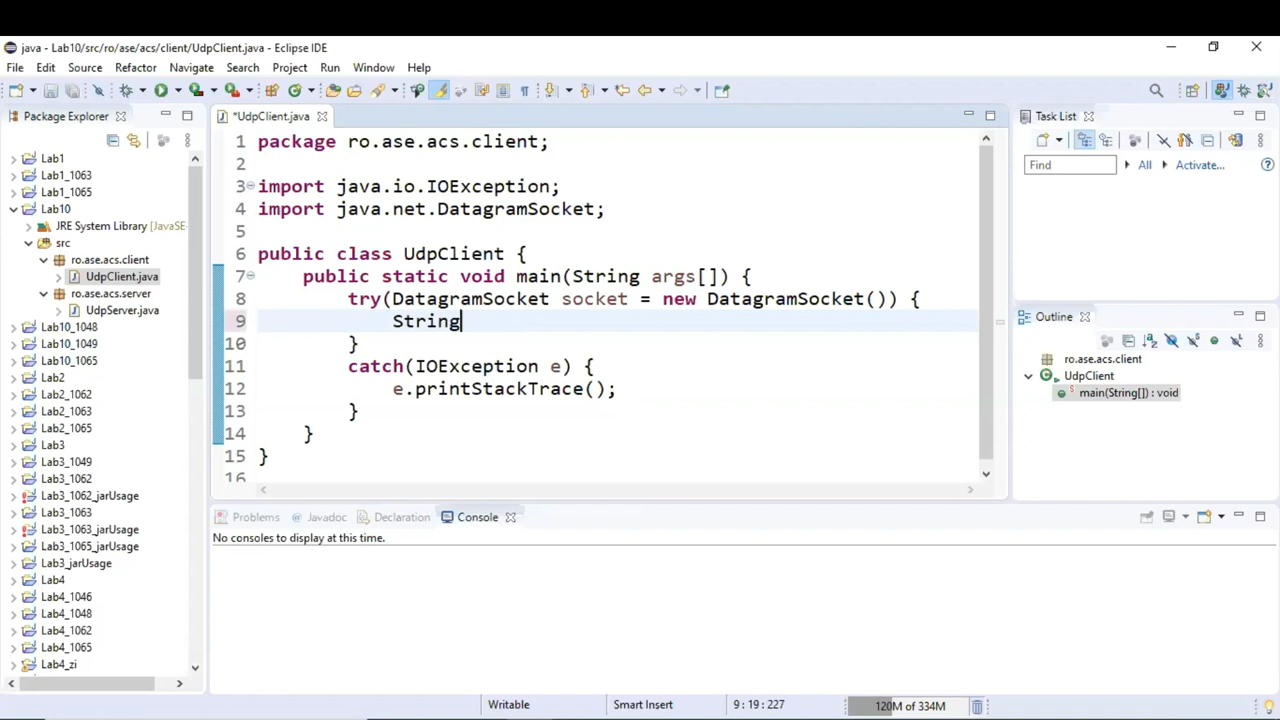 java - Lab10/src/ro/ase/acs/client/UdpClient.java - Eclipse IDE
File Edit Source Refactor Navigate Search Project Run Window Help
Package Explorer
Lab1
Lab1_1063
Lab1_1065
Lab10
JRE System Library [JavaSE-
src
ro.ase.acs.client
UdpClient.java
ro.ase.acs.server
UdpServer.java
Lab10_1048
Lab10_1049
Lab10_1065
Lab2
Lab2_1062
Lab2_1063
Lab2_1065
Lab3
Lab3_1049
Lab3_1062
Lab3_1062_jarUsage
Lab3_1063
Lab3_1063_jarUsage
Lab3_1065
Lab3_1065_jarUsage
Lab3_jarUsage
Lab4
Lab4_1046
Lab4_1048
Lab4_1062
Lab4_1065
Lab4_zi
*UdpClient.java
1 package ro.ase.acs.client;
2
3 import java.io.IOException;
4 import java.net.DatagramSocket;
5
6 public class UdpClient {
7 public static void main(String args[]) {
8 try(DatagramSocket socket = new DatagramSocket()) {
9 String
10 }
11 catch(IOException e) {
12 e.printStackTrace();
13 }
14 }
15 }
16
Problems @ Javadoc Declaration Console
No consoles to display at this time.
Task List
Find All Activate...
Outline
ro.ase.acs.client
UdpClient
main(String[]) : void
Writable Smart Insert 9 : 19 : 227 120M of 334M